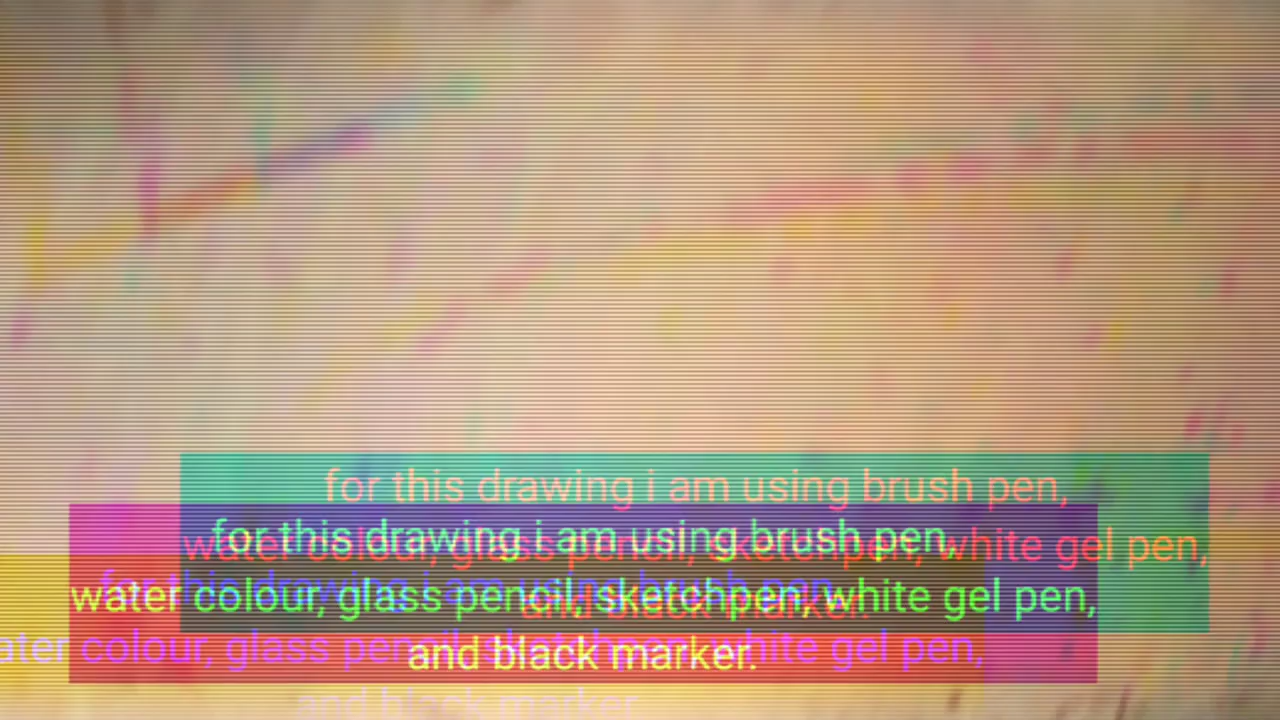 for this drawing i am using brush pen,
water colour, glass pencil, sketchpen, white gel pen,
and black marker.